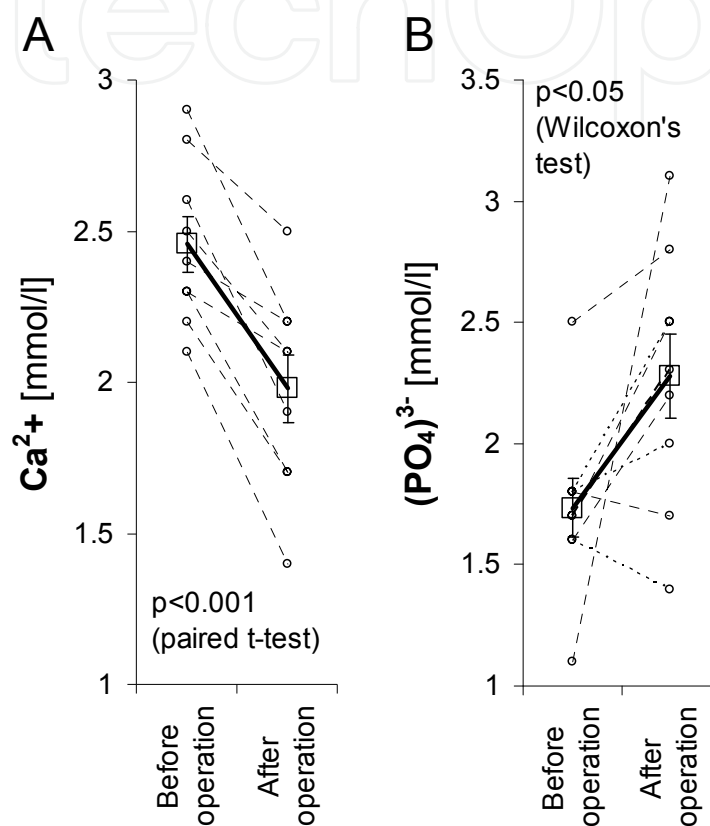 A
3
2.5
2
1.5
1
Ca²+ [mmol/l]
p<0.001
(paired t-test)
Before
operation
After
operation
B
3.5
3
2.5
2
1.5
1
(PO₄)³⁻ [mmol/l]
p<0.05
(Wilcoxon's
test)
Before
operation
After
operation